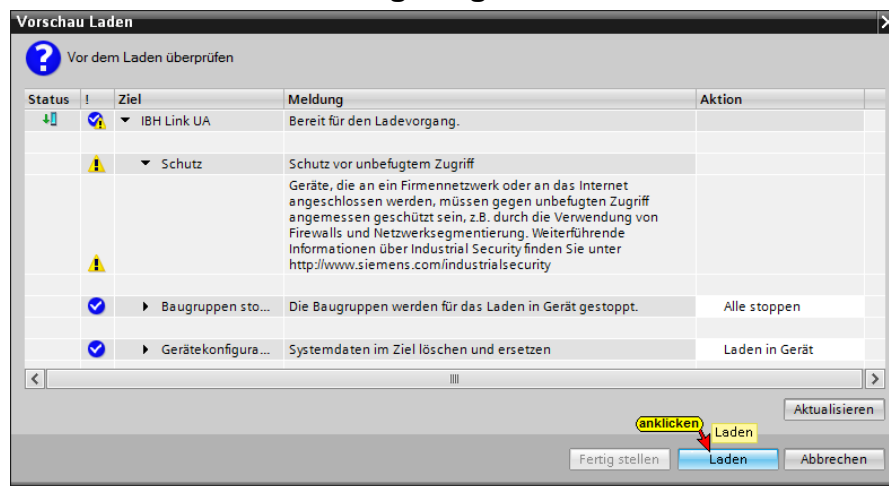 Vorschau Laden
Vor dem Laden überprüfen
Status ! Ziel Meldung Aktion
IBH Link UA Bereit für den Ladevorgang.
Schutz Schutz vor unbefugtem Zugriff
Geräte, die an ein Firmennetzwerk oder an das Internet
angeschlossen werden, müssen gegen unbefugten Zugriff
angemessen geschützt sein, z.B. durch die Verwendung von
Firewalls und Netzwerksegmentierung. Weiterführende
Informationen über Industrial Security finden Sie unter
http://www.siemens.com/industrialsecurity
Baugruppen sto... Die Baugruppen werden für das Laden in Gerät gestoppt. Alle stoppen
Gerätekonfigura... Systemdaten im Ziel löschen und ersetzen Laden in Gerät
Aktualisieren
anklicken
Laden
Fertig stellen Laden Abbrechen